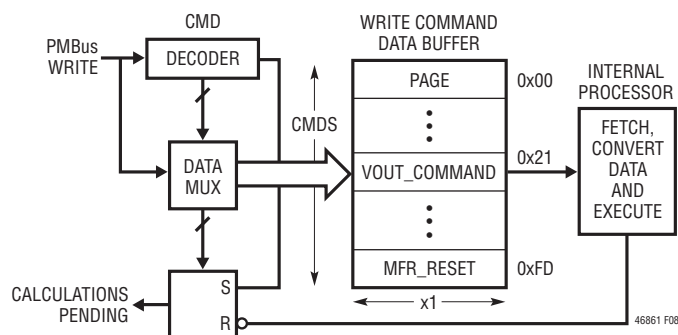 CMD
WRITE COMMAND
DATA BUFFER
PMBus
WRITE
DECODER
PAGE
0x00
INTERNAL
PROCESSOR
CMDS
FETCH,
CONVERT
DATA
AND
EXECUTE
DATA
MUX
VOUT_COMMAND
0x21
MFR_RESET
0xFD
CALCULATIONS
PENDING
S
R
x1
46861 F08